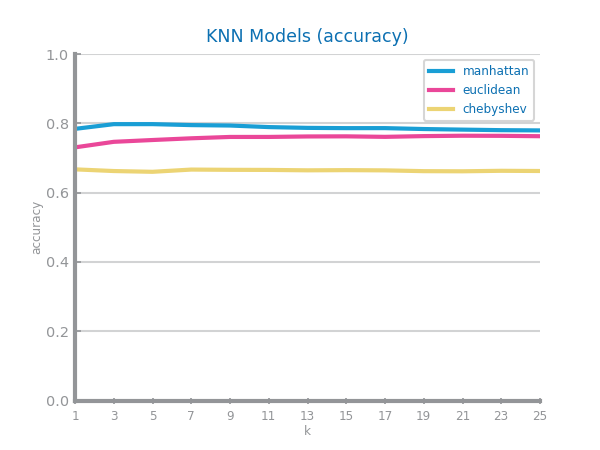 KNN Models (accuracy)
1.0
0.8
0.6
0.4
0.2
0.0
accuracy
manhattan
euclidean
chebyshev
1 3 5 7 9 11 13 15 17 19 21 23 25
k